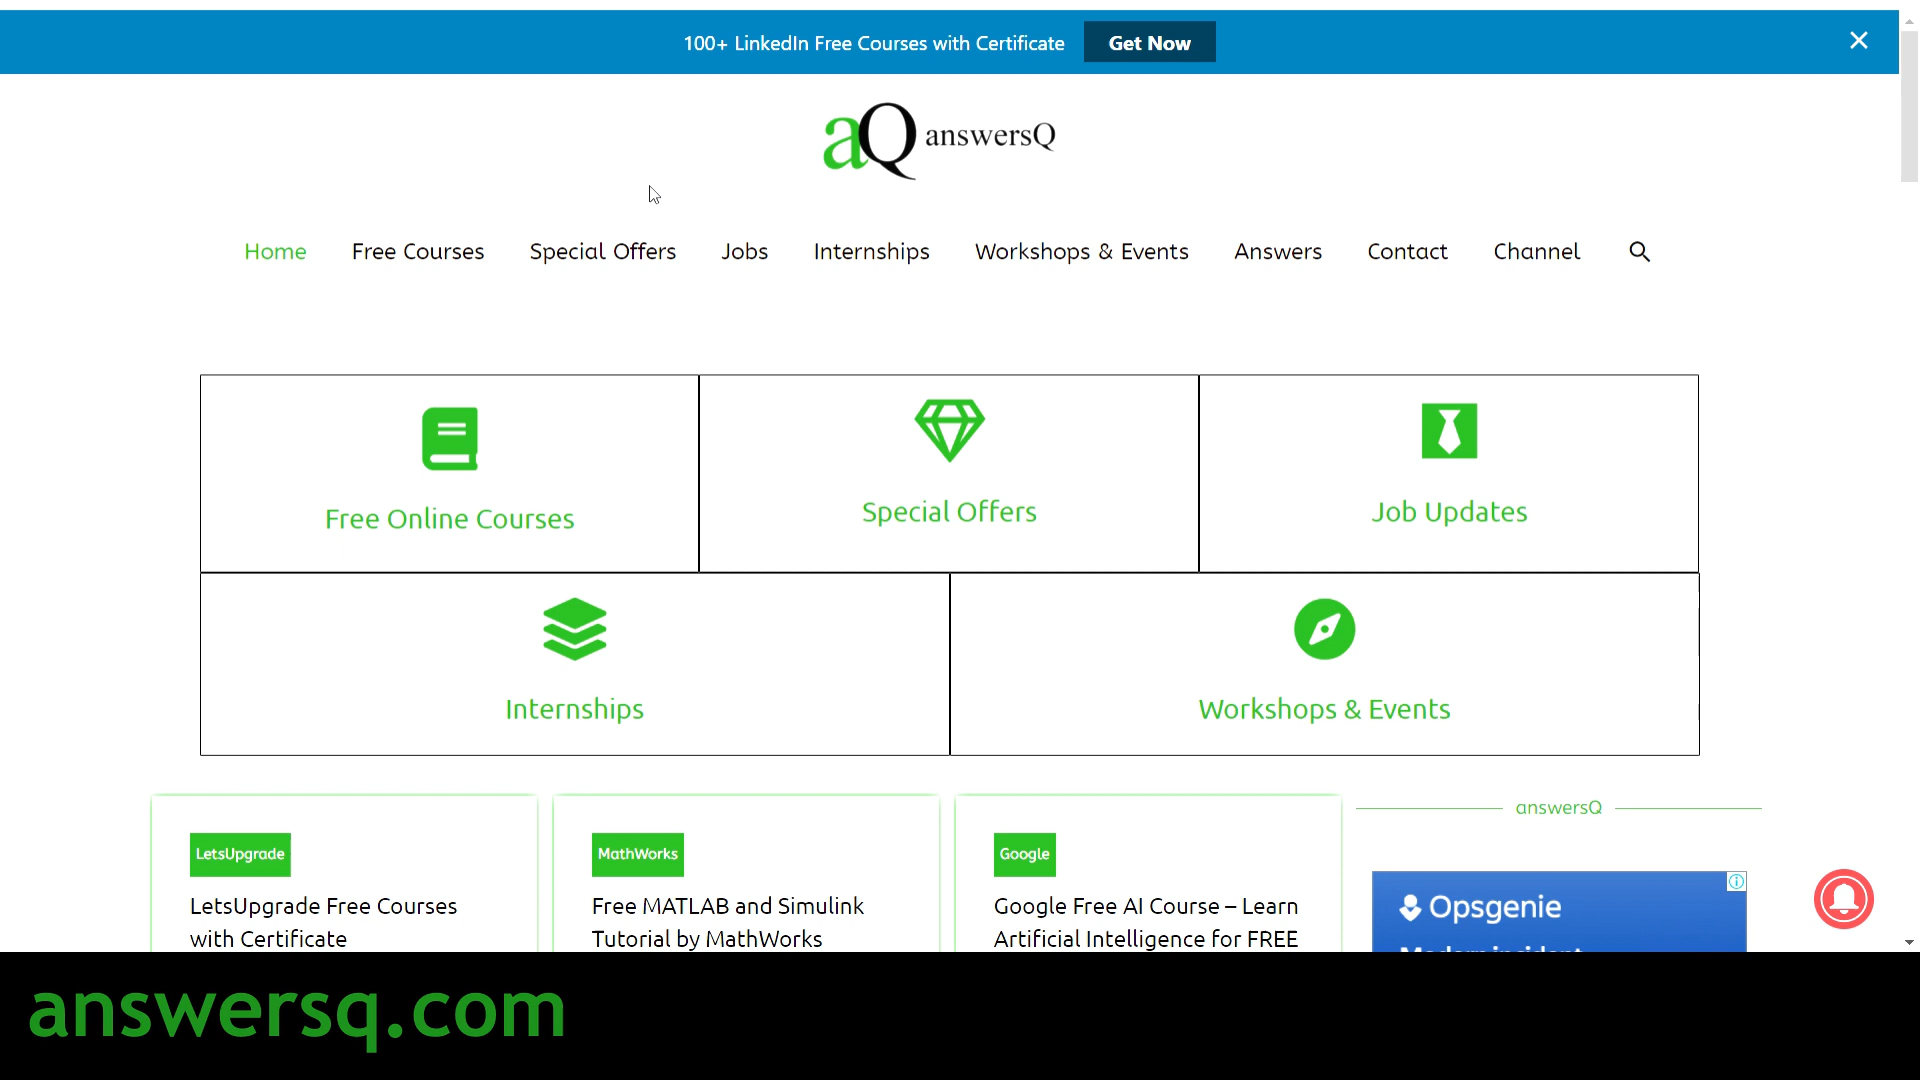 100+ LinkedIn Free Courses with Certificate Get Now
aQ answersQ
Home Free Courses Special Offers Jobs Internships Workshops & Events Answers Contact Channel
Free Online Courses Special Offers Job Updates
Internships Workshops & Events
answersQ
LetsUpgrade MathWorks Google
LetsUpgrade Free Courses
with Certificate
Free MATLAB and Simulink
Tutorial by MathWorks
Google Free AI Course – Learn
Artificial Intelligence for FREE
Opsgenie
answersq.com